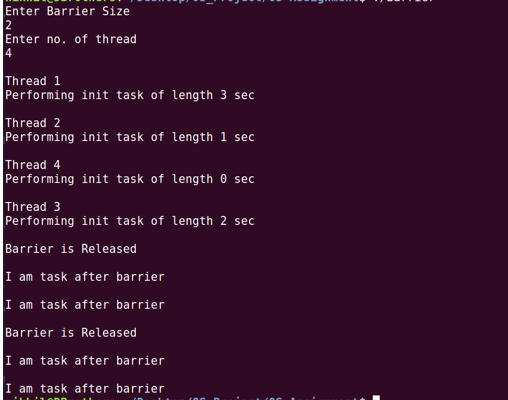 Enter Barrier Size
2
Enter no. of thread
4
Thread 1
Performing init task of length 3 sec
Thread 2
Performing init task of length 1 sec
Thread 4
Performing init task of length 0 sec
Thread 3
Performing init task of length 2 sec
Barrier is Released
I am task after barrier
I am task after barrier
Barrier is Released
I am task after barrier
I am task after barrier